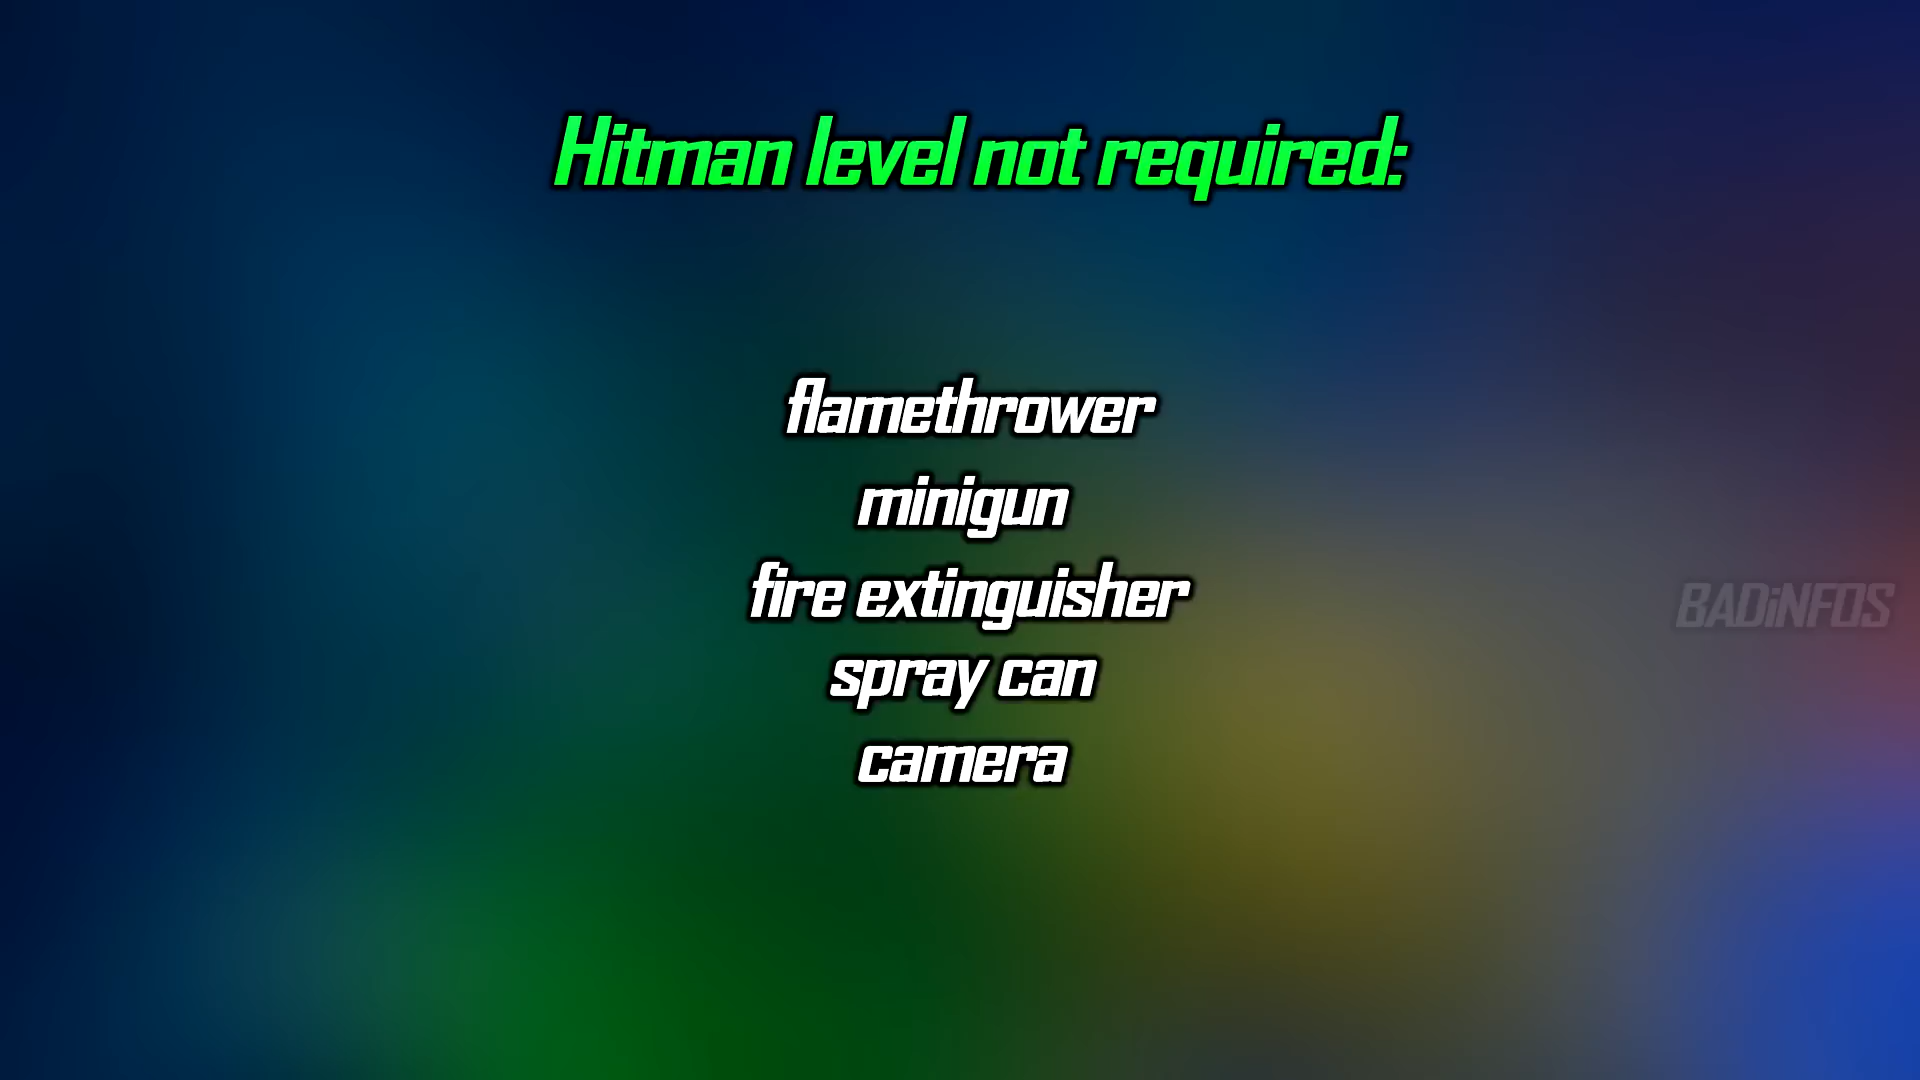 Hitman level not required:
flamethrower
minigun
fire extinguisher
BADiNFOS
spray can
camera